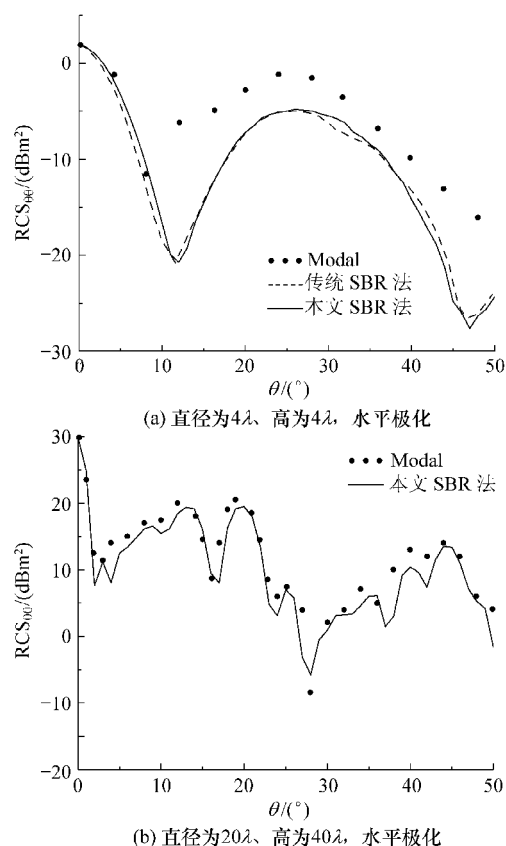 0
−10
−20
−30
RCSθθ/(dBm²)
Modal
传统 SBR 法
木文 SBR 法
0 10 20 30 40 50
θ/(°)
(a) 直径为4λ、高为4λ，水平极化
30
20
10
0
−10
−20
RCSθθ/(dBm²)
Modal
本文 SBR 法
0 10 20 30 40 50
θ/(°)
(b) 直径为20λ、高为40λ，水平极化